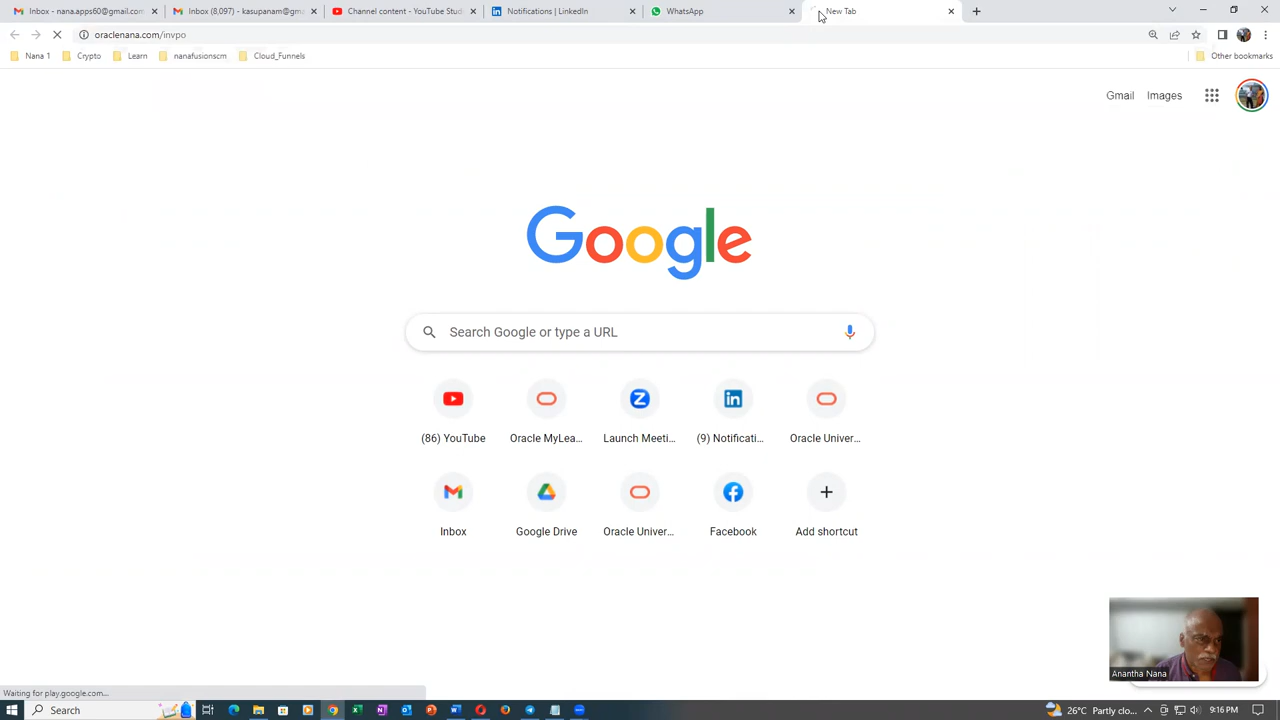 Inbox - nana.apps60@gmail.com
Inbox (8,097) - kasupanam@gma
Channel content - YouTube Studi
Notifications | LinkedIn
WhatsApp
New Tab
oraclenana.com/invpo
Nana 1
Crypto
Learn
nanafusionscm
Cloud_Funnels
Other bookmarks
Gmail
Images
Google
Search Google or type a URL
(86) YouTube
Oracle MyLea...
Launch Meeti...
(9) Notificati...
Oracle Univer...
Inbox
Google Drive
Oracle Univer...
Facebook
Add shortcut
Anantha Nana
Waiting for play.google.com...
Search
26°C Partly clo...
9:16 PM